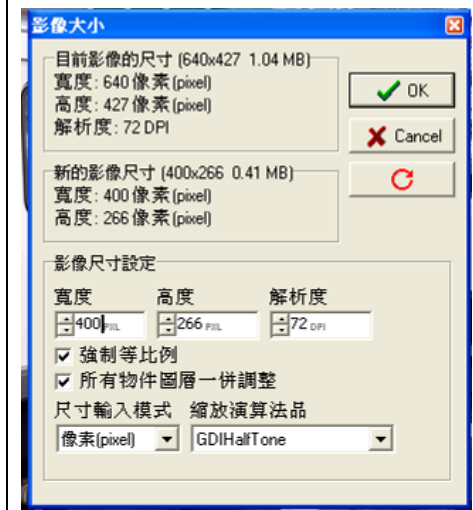 影像大小
目前影像的尺寸 (640x427 1.04 MB)
寬度: 640 像素(pixel)
高度: 427 像素(pixel)
解析度: 72 DPI
OK
Cancel
新的影像尺寸 (400x266 0.41 MB)
寬度: 400 像素(pixel)
高度: 266 像素(pixel)
影像尺寸設定
寬度 高度 解析度
400 PXL 266 PXL 72 DPI
強制等比例
所有物件圖層一併調整
尺寸輸入模式 縮放演算法品
像素(pixel) GDIHalfTone